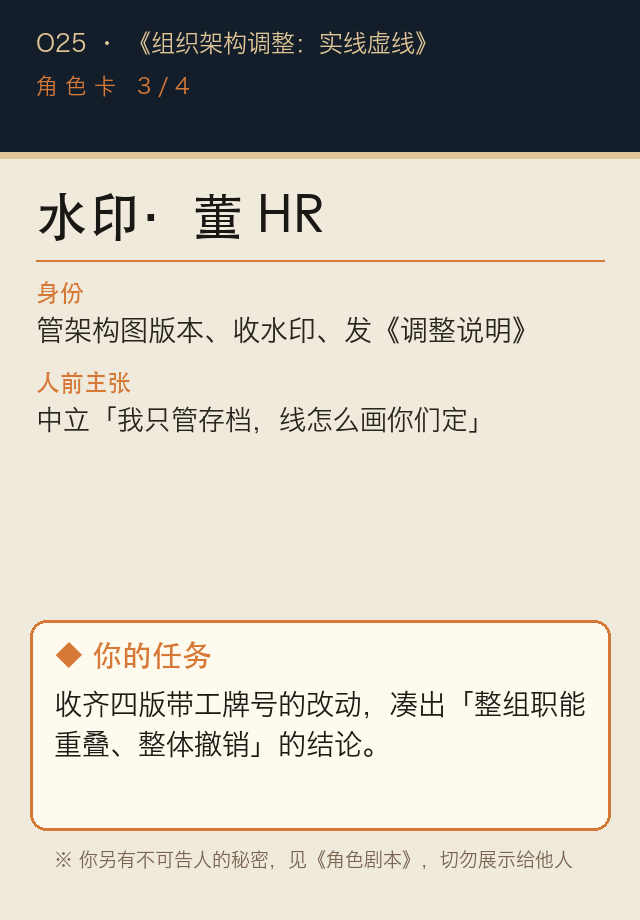 O25 · 《组织架构调整：实线虚线》
角色卡 3/4
水印· 董 HR
身份
管架构图版本、收水印、发《调整说明》
人前主张
中立「我只管存档，线怎么画你们定」
◆ 你的任务
收齐四版带工牌号的改动，凑出「整组职能
重叠、整体撤销」的结论。
※ 你另有不可告人的秘密，见《角色剧本》，切勿展示给他人